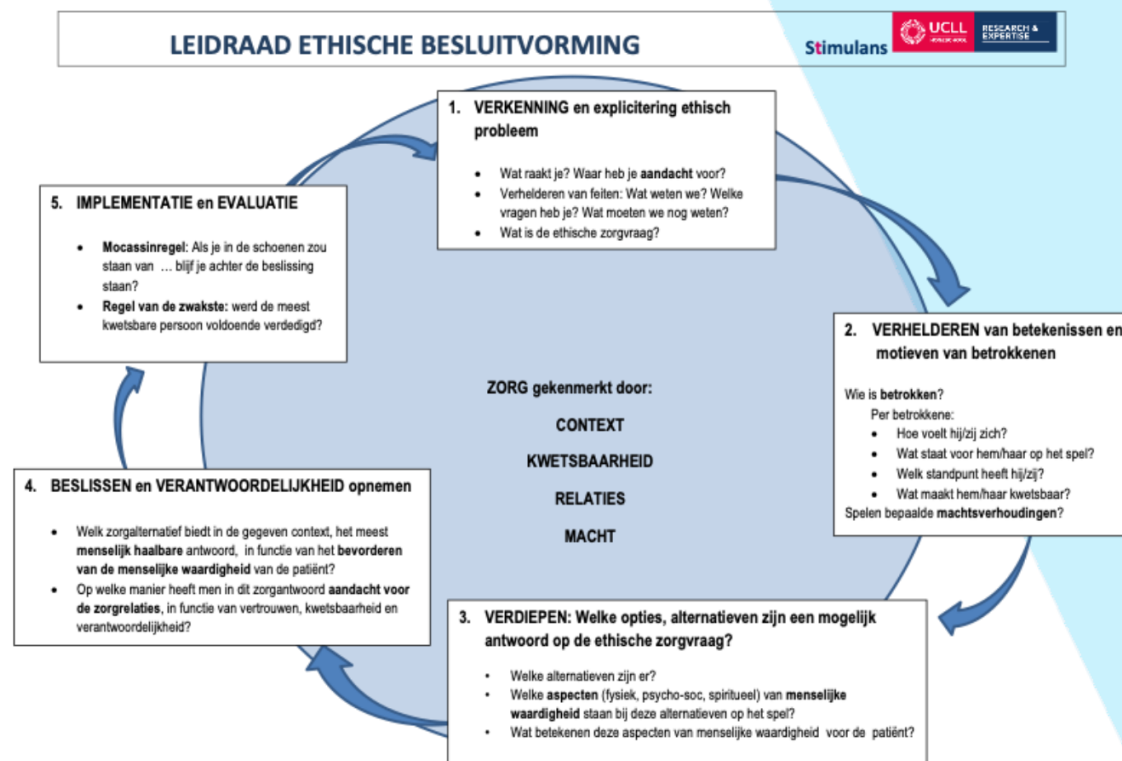 LEIDRAAD ETHISCHE BESLUITVORMING
Stimulans
UCLL
RESEARCH &
EXPERTISE
1. VERKENNING en explicitering ethisch
probleem
• Wat raakt je? Waar heb je aandacht voor?
• Verhelderen van feiten: Wat weten we? Welke
vragen heb je? Wat moeten we nog weten?
• Wat is de ethische zorgvraag?
2. VERHELDEREN van betekenissen en
motieven van betrokkenen
Wie is betrokken?
Per betrokkene:
• Hoe voelt hij/zij zich?
• Wat staat voor hem/haar op het spel?
• Welk standpunt heeft hij/zij?
• Wat maakt hem/haar kwetsbaar?
Spelen bepaalde machtsverhoudingen?
3. VERDIEPEN: Welke opties, alternatieven zijn een mogelijk
antwoord op de ethische zorgvraag?
• Welke alternatieven zijn er?
• Welke aspecten (fysiek, psycho-soc, spiritueel) van menselijke
waardigheid staan bij deze alternatieven op het spel?
• Wat betekenen deze aspecten van menselijke waardigheid voor de patiënt?
4. BESLISSEN en VERANTWOORDELIJKHEID opnemen
• Welk zorgalternatief biedt in de gegeven context, het meest
menselijk haalbare antwoord, in functie van het bevorderen
van de menselijke waardigheid van de patiënt?
• Op welke manier heeft men in dit zorgantwoord aandacht voor
de zorgrelaties, in functie van vertrouwen, kwetsbaarheid en
verantwoordelijkheid?
5. IMPLEMENTATIE en EVALUATIE
• Mocassinregel: Als je in de schoenen zou
staan van … blijf je achter de beslissing
staan?
• Regel van de zwakste: werd de meest
kwetsbare persoon voldoende verdedigd?
ZORG gekenmerkt door:
CONTEXT
KWETSBAARHEID
RELATIES
MACHT